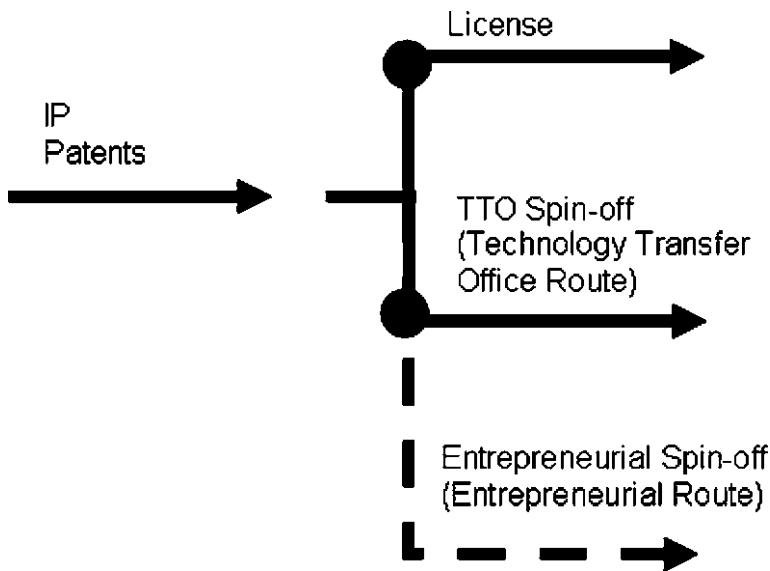 License
IP
Patents
TTO Spin-off
(Technology Transfer
Office Route)
Entrepreneurial Spin-off
(Entrepreneurial Route)